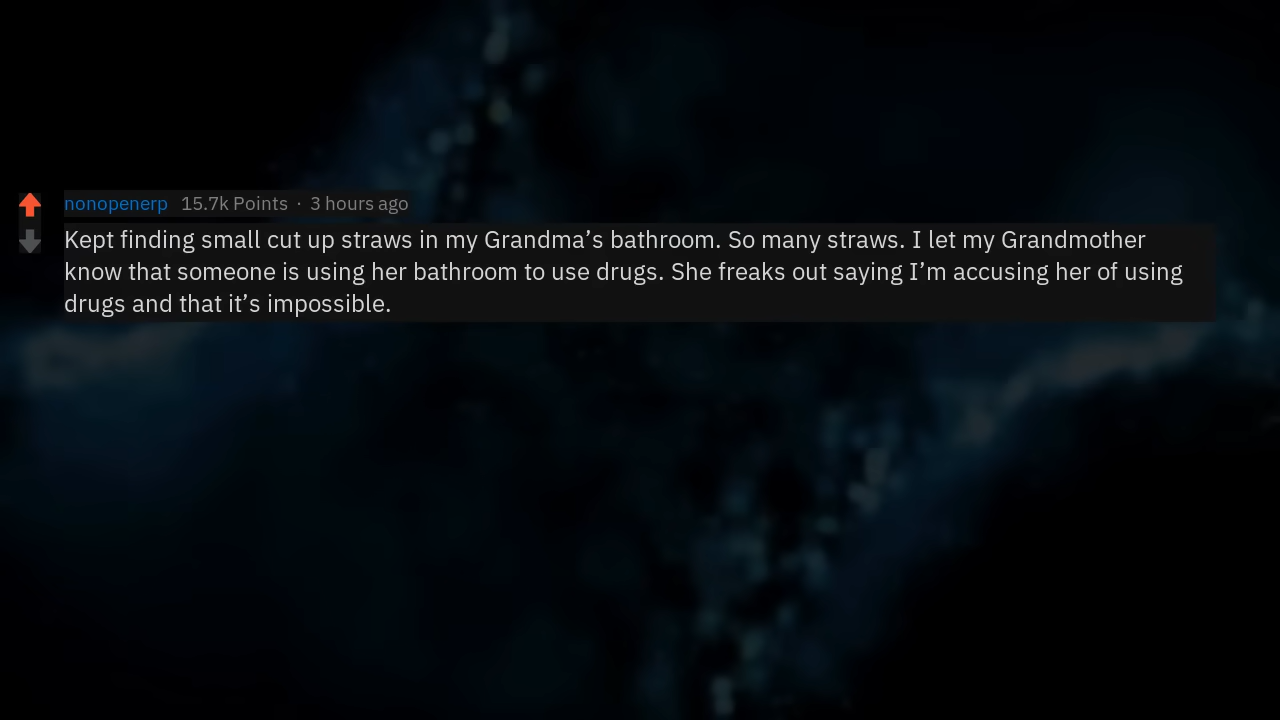 nonopenerp 15.7k Points · 3 hours ago
Kept finding small cut up straws in my Grandma’s bathroom. So many straws. I let my Grandmother
know that someone is using her bathroom to use drugs. She freaks out saying I’m accusing her of using
drugs and that it’s impossible.